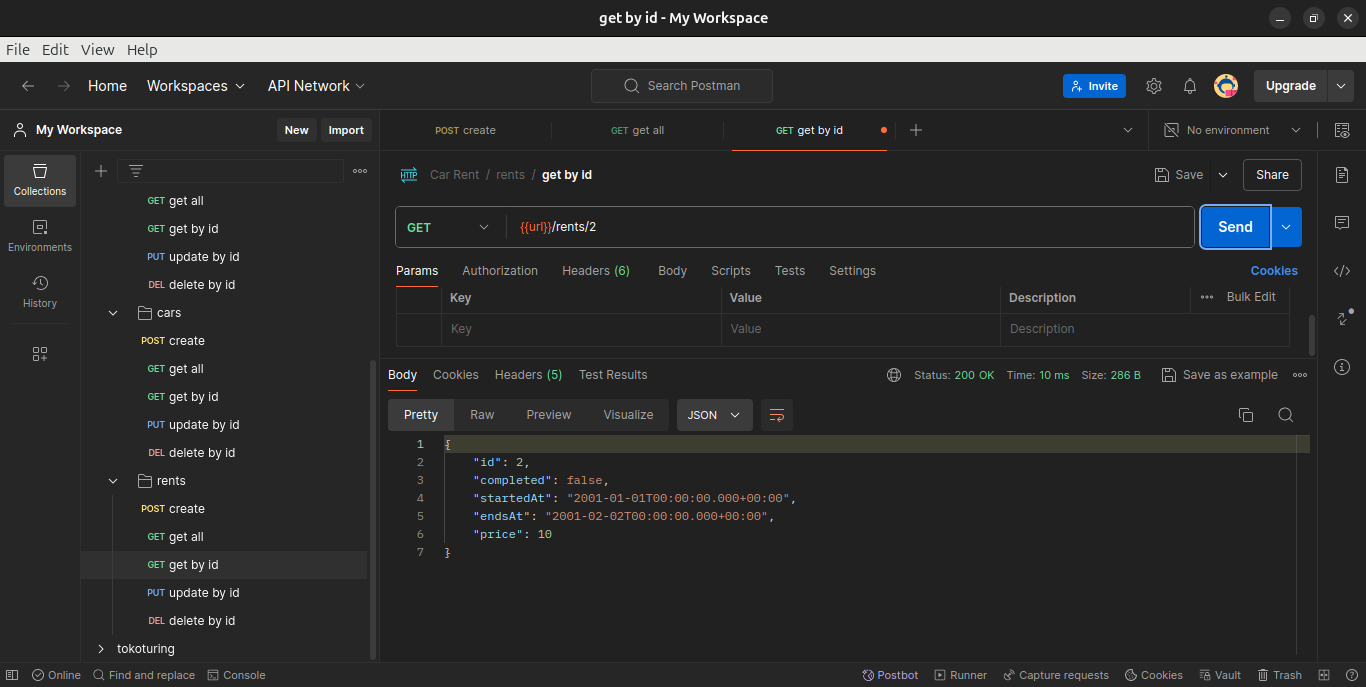 get by id - My Workspace
File Edit View Help
Home Workspaces API Network Search Postman Invite Upgrade
My Workspace New Import
POST create GET get all GET get by id No environment
Collections
Environments
History
GET get all
GET get by id
PUT update by id
DEL delete by id
cars
POST create
GET get all
GET get by id
PUT update by id
DEL delete by id
rents
POST create
GET get all
GET get by id
PUT update by id
DEL delete by id
tokoturing
HTTP Car Rent / rents / get by id Save Share
GET {{url}}/rents/2 Send
Params Authorization Headers (6) Body Scripts Tests Settings Cookies
Key Value Description Bulk Edit
Key Value Description
Body Cookies Headers (5) Test Results Status: 200 OK Time: 10 ms Size: 286 B Save as example
Pretty Raw Preview Visualize JSON
1 {
2 "id": 2,
3 "completed": false,
4 "startedAt": "2001-01-01T00:00:00.000+00:00",
5 "endsAt": "2001-02-02T00:00:00.000+00:00",
6 "price": 10
7 }
Online Find and replace Console Postbot Runner Capture requests Cookies Vault Trash